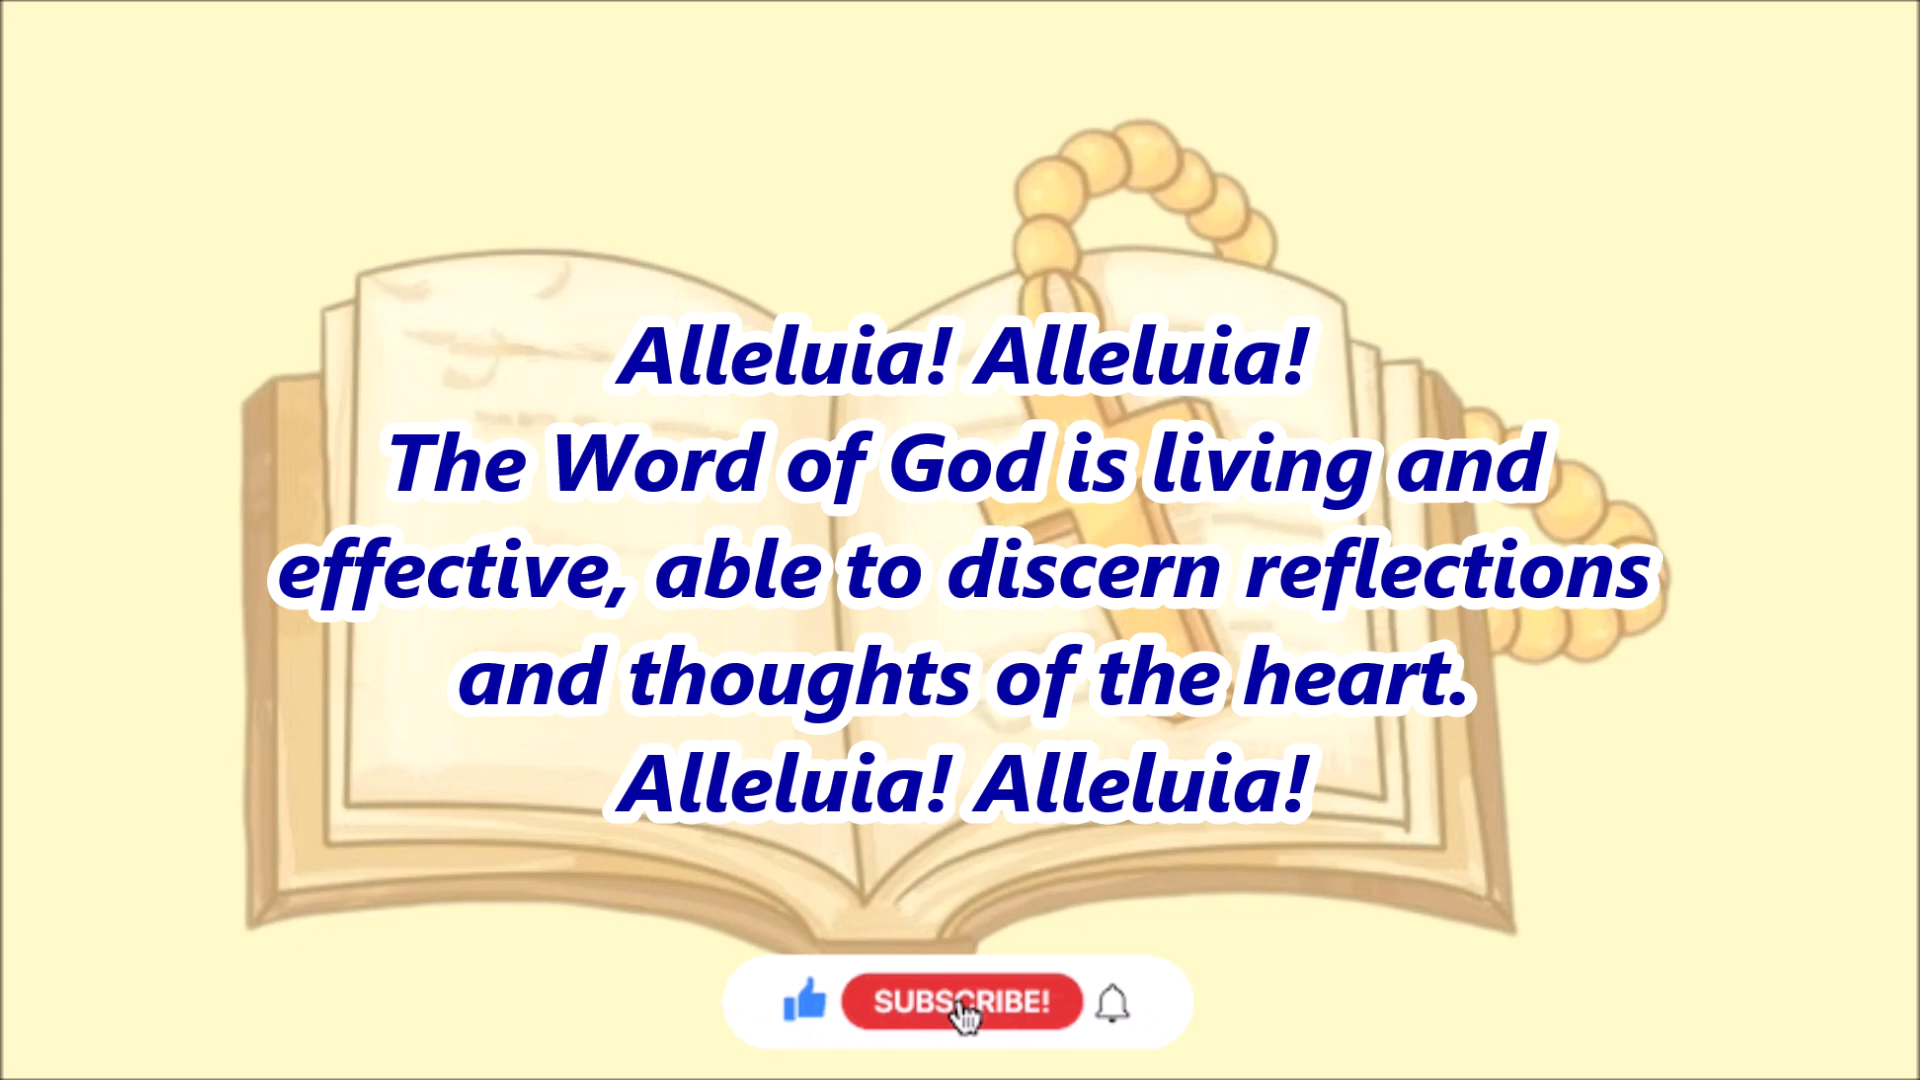 Alleluia! Alleluia!
The Word of God is living and
effective, able to discern reflections
and thoughts of the heart.
Alleluia! Alleluia!
SUBSCRIBE!